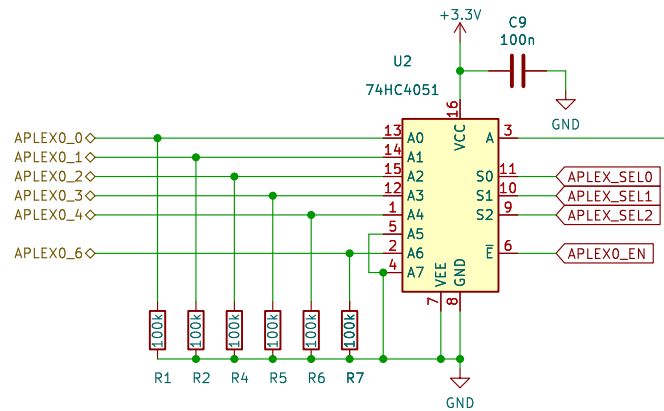 +3.3V
C9
100n
U2
74HC4051
GND
16
VCC
APLEX0_0 13 A0 A 3
APLEX0_1 14 A1
APLEX0_2 15 A2 S0 11 APLEX_SEL0
APLEX0_3 12 A3 S1 10 APLEX_SEL1
APLEX0_4 1 A4 S2 9 APLEX_SEL2
5 A5
APLEX0_6 2 A6 E 6 APLEX0_EN
4 A7
VEE GND
7 8
100k 100k 100k 100k 100k 100k
R1 R2 R4 R5 R6 R7
GND